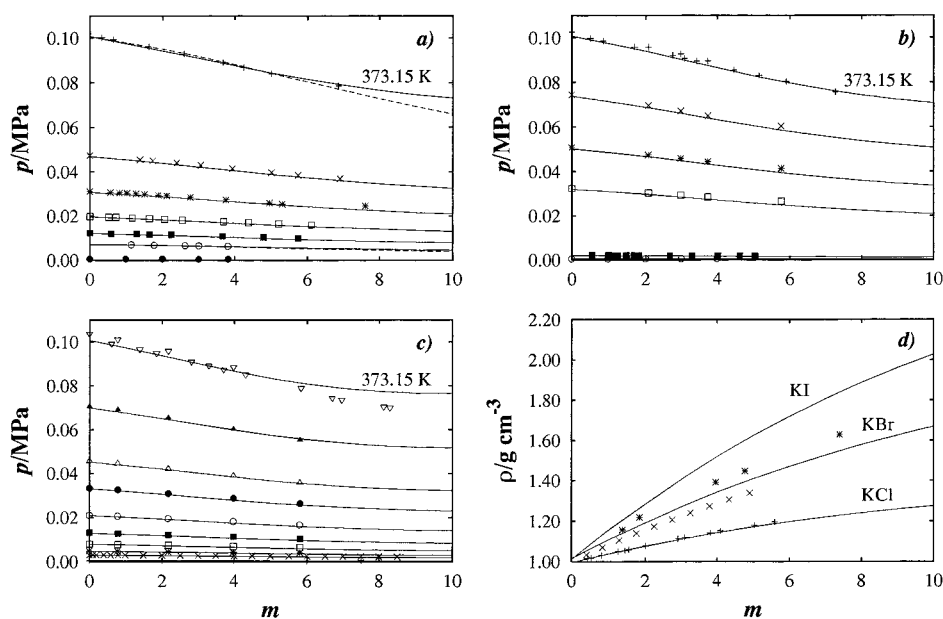 a)
0.10
0.08
0.06
0.04
0.02
0.00
p/MPa
373.15 K
0 2 4 6 8 10
b)
0.10
0.08
0.06
0.04
0.02
0.00
p/MPa
373.15 K
0 2 4 6 8 10
c)
0.10
0.08
0.06
0.04
0.02
0.00
p/MPa
373.15 K
0 2 4 6 8 10
m
d)
2.20
2.00
1.80
1.60
1.40
1.20
1.00
ρ/g cm⁻³
KI
KBr
KCl
0 2 4 6 8 10
m